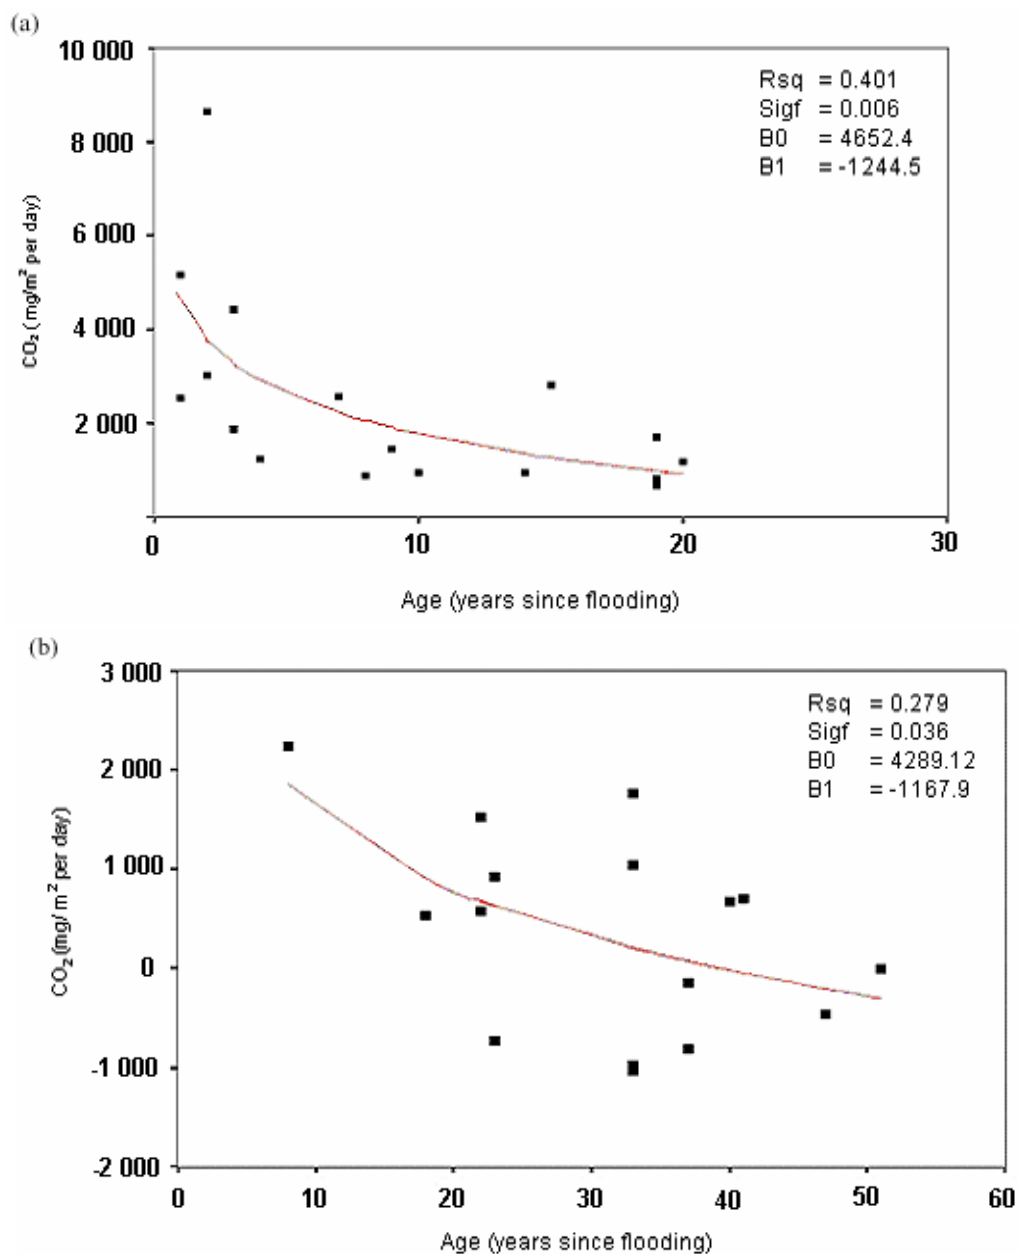 (a)
10 000
8 000
6 000
4 000
2 000
CO₂ (mg/m² per day)
Rsq = 0.401
Sigf = 0.006
B0 = 4652.4
B1 = -1244.5
0 10 20 30
Age (years since flooding)
(b)
3 000
2 000
1 000
0
-1 000
-2 000
CO₂ (mg/ m² per day)
Rsq = 0.279
Sigf = 0.036
B0 = 4289.12
B1 = -1167.9
0 10 20 30 40 50 60
Age (years since flooding)